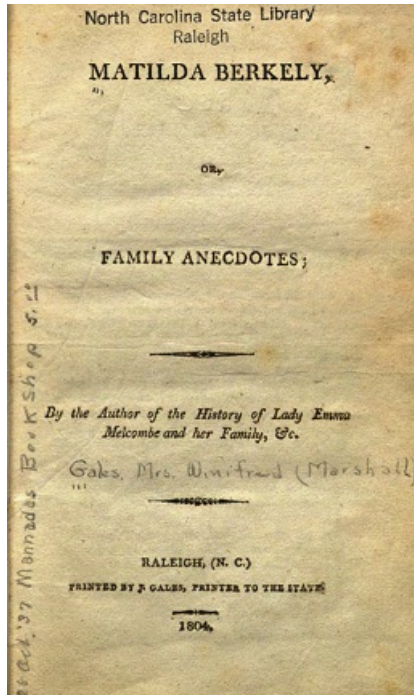 North Carolina State Library
Raleigh
MATILDA BERKELY,
OR,
FAMILY ANECDOTES;
By the Author of the History of Lady Emma
Melcombe and her Family, &c.
Gales, Mrs. Winifred (Marshall)
RALEIGH, (N. C.)
PRINTED BY J. GALES, PRINTER TO THE STATE
1804.
Oct '37 Bookshop 5.00